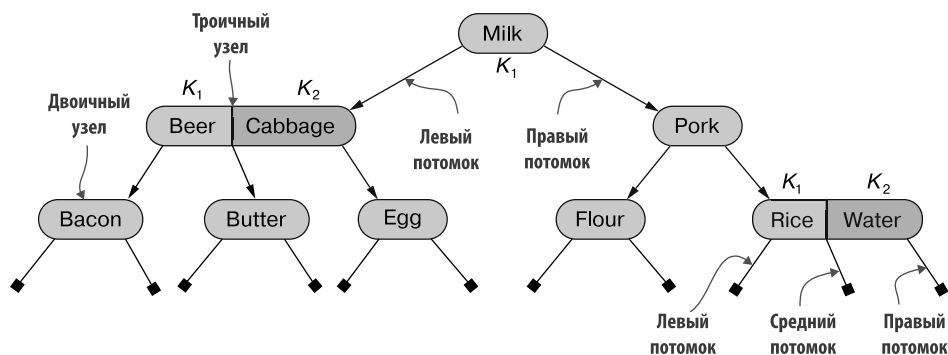 Троичный
узел
Milk
K1
K1
K2
Двоичный
узел
Beer
Cabbage
Левый
потомок
Правый
потомок
Pork
K1
K2
Bacon
Butter
Egg
Flour
Rice
Water
Левый
потомок
Средний
потомок
Правый
потомок